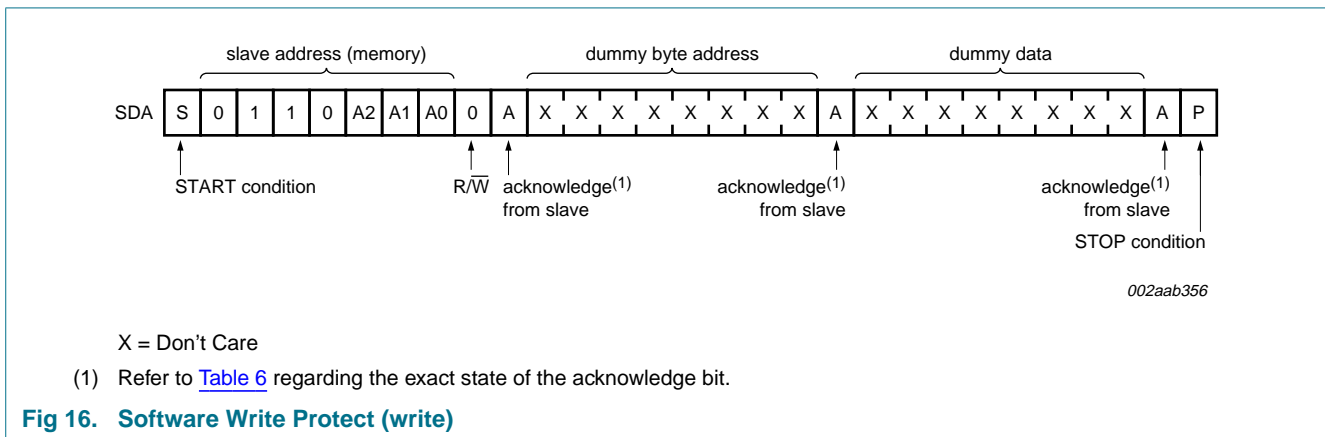 slave address (memory) dummy byte address dummy data
SDA S 0 1 1 0 A2 A1 A0 0 A X X X X X X X X A X X X X X X X X A P
START condition R/W̅ acknowledge(1) acknowledge(1) acknowledge(1)
from slave from slave from slave
STOP condition
002aab356
X = Don't Care
(1) Refer to Table 6 regarding the exact state of the acknowledge bit.
Fig 16. Software Write Protect (write)